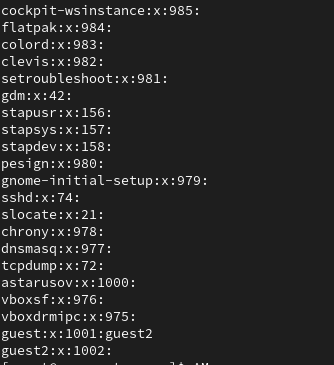 cockpit-wsinstance:x:985:
flatpak:x:984:
colord:x:983:
clevis:x:982:
setroubleshoot:x:981:
gdm:x:42:
stapusr:x:156:
stapsys:x:157:
stapdev:x:158:
pesign:x:980:
gnome-initial-setup:x:979:
sshd:x:74:
slocate:x:21:
chrony:x:978:
dnsmasq:x:977:
tcpdump:x:72:
astarusov:x:1000:
vboxsf:x:976:
vboxdrmipc:x:975:
guest:x:1001:guest2
guest2:x:1002: